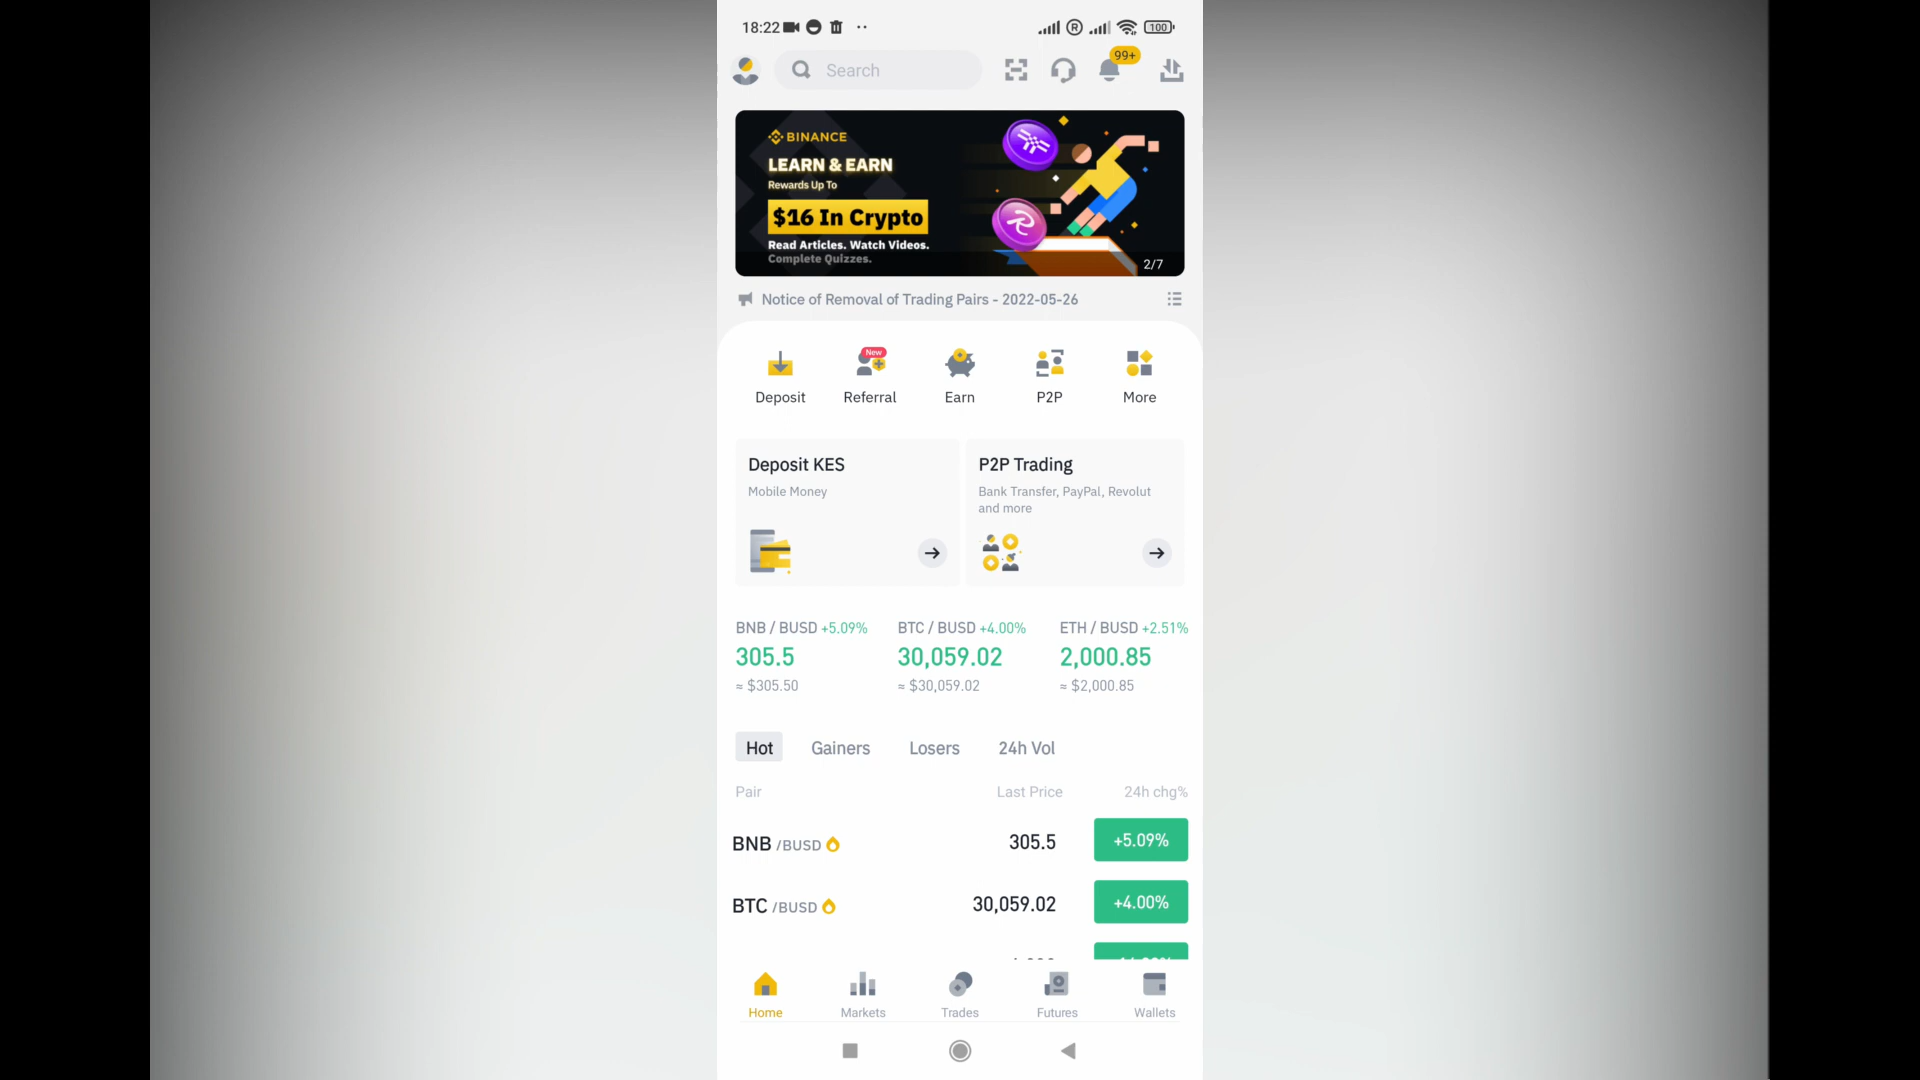 18:22
100
Search
99+
BINANCE
LEARN & EARN
Rewards Up To
$16 In Crypto
Read Articles. Watch Videos.
Complete Quizzes.
2/7
Notice of Removal of Trading Pairs - 2022-05-26
New
Deposit Referral Earn P2P More
Deposit KES
Mobile Money
P2P Trading
Bank Transfer, PayPal, Revolut
and more
BNB / BUSD +5.09% BTC / BUSD +4.00% ETH / BUSD +2.51%
305.5 30,059.02 2,000.85
≈ $305.50 ≈ $30,059.02 ≈ $2,000.85
Hot Gainers Losers 24h Vol
Pair Last Price 24h chg%
BNB /BUSD 305.5 +5.09%
BTC /BUSD 30,059.02 +4.00%
Home Markets Trades Futures Wallets